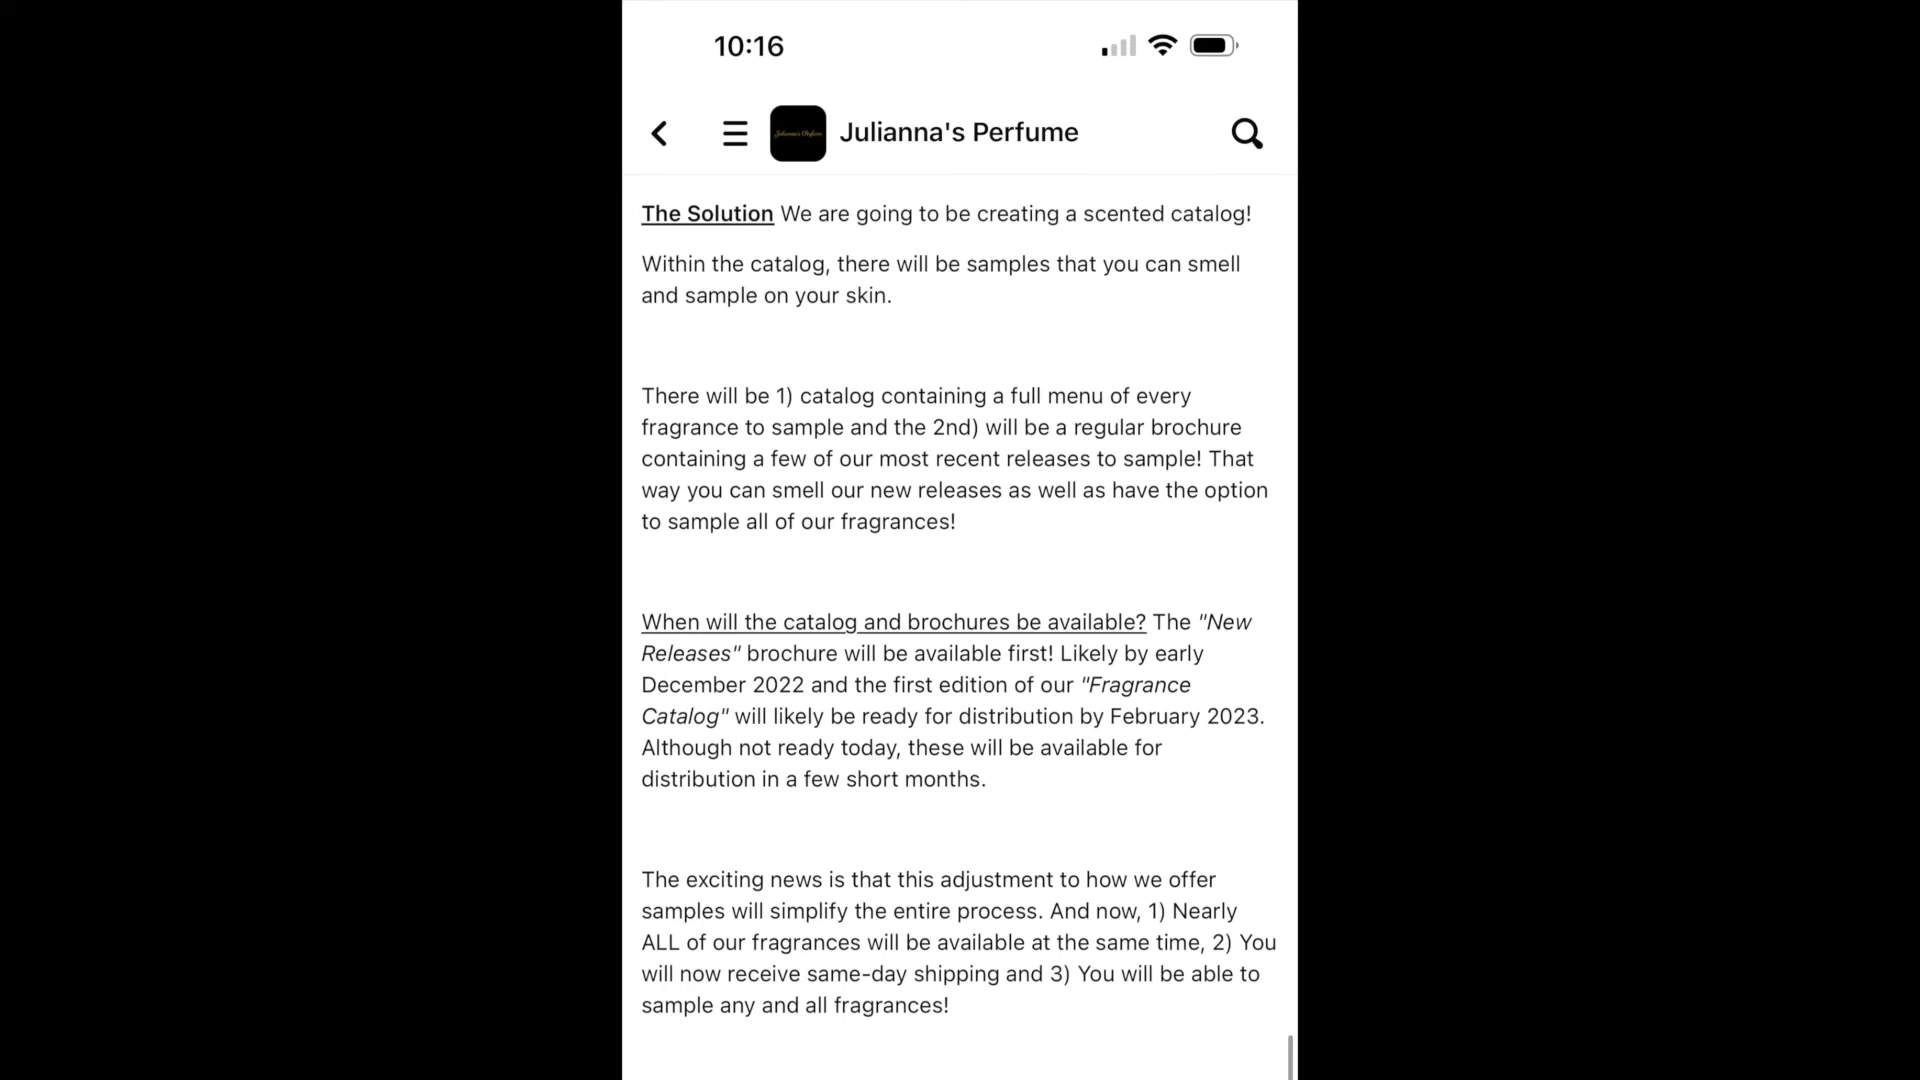 10:16
Julianna's Perfume
Julianna's Perfume
The Solution We are going to be creating a scented catalog!
Within the catalog, there will be samples that you can smell
and sample on your skin.
There will be 1) catalog containing a full menu of every
fragrance to sample and the 2nd) will be a regular brochure
containing a few of our most recent releases to sample! That
way you can smell our new releases as well as have the option
to sample all of our fragrances!
When will the catalog and brochures be available? The "New
Releases" brochure will be available first! Likely by early
December 2022 and the first edition of our "Fragrance
Catalog" will likely be ready for distribution by February 2023.
Although not ready today, these will be available for
distribution in a few short months.
The exciting news is that this adjustment to how we offer
samples will simplify the entire process. And now, 1) Nearly
ALL of our fragrances will be available at the same time, 2) You
will now receive same-day shipping and 3) You will be able to
sample any and all fragrances!